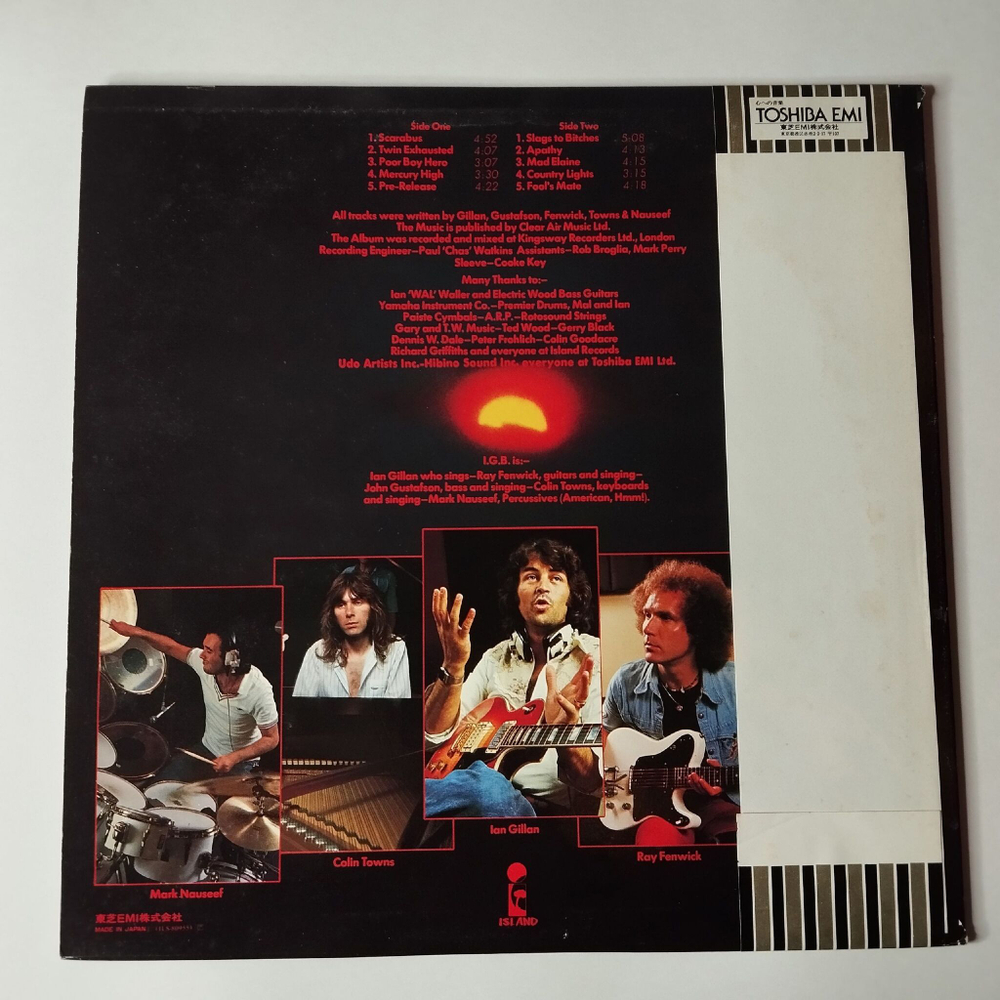 Side One
1. Scarabus 4:52
2. Twin Exhausted 4:07
3. Poor Boy Hero 3:07
4. Mercury High 3:30
5. Pre-Release 4:22
Side Two
1. Slags to Bitches 5:08
2. Apathy 4:13
3. Mad Elaine 4:15
4. Country Lights 3:15
5. Fool's Mate 4:18
All tracks were written by Gillan, Gustafson, Fenwick, Towns & Nauseef
The Music is published by Clear Air Music Ltd.
The Album was recorded and mixed at Kingsway Recorders Ltd., London
Recording Engineer–Paul 'Chas' Watkins Assistants–Rob Broglia, Mark Perry
Sleeve–Cooke Key
Many Thanks to:–
Ian 'WAL' Waller and Electric Wood Bass Guitars
Yamaha Instrument Co.–Premier Drums, Mal and Ian
Paiste Cymbals–A.R.P.–Rotosound Strings
Gary and T.W. Music–Ted Wood–Gerry Black
Dennis W. Dale–Peter Frohlich–Colin Goodacre
Richard Griffiths and everyone at Island Records
Udo Artists Inc.-Hibino Sound Inc. everyone at Toshiba EMI Ltd.
I.G.B. is:–
Ian Gillan who sings–Ray Fenwick, guitars and singing–
John Gustafson, bass and singing–Colin Towns, keyboards
and singing–Mark Nauseef, Percussives (American, Hmm!).
Mark Nauseef
Colin Towns
Ian Gillan
Ray Fenwick
ISLAND
東芝EMI株式会社
MADE IN JAPAN
心への音楽
TOSHIBA EMI
東芝EMI株式会社